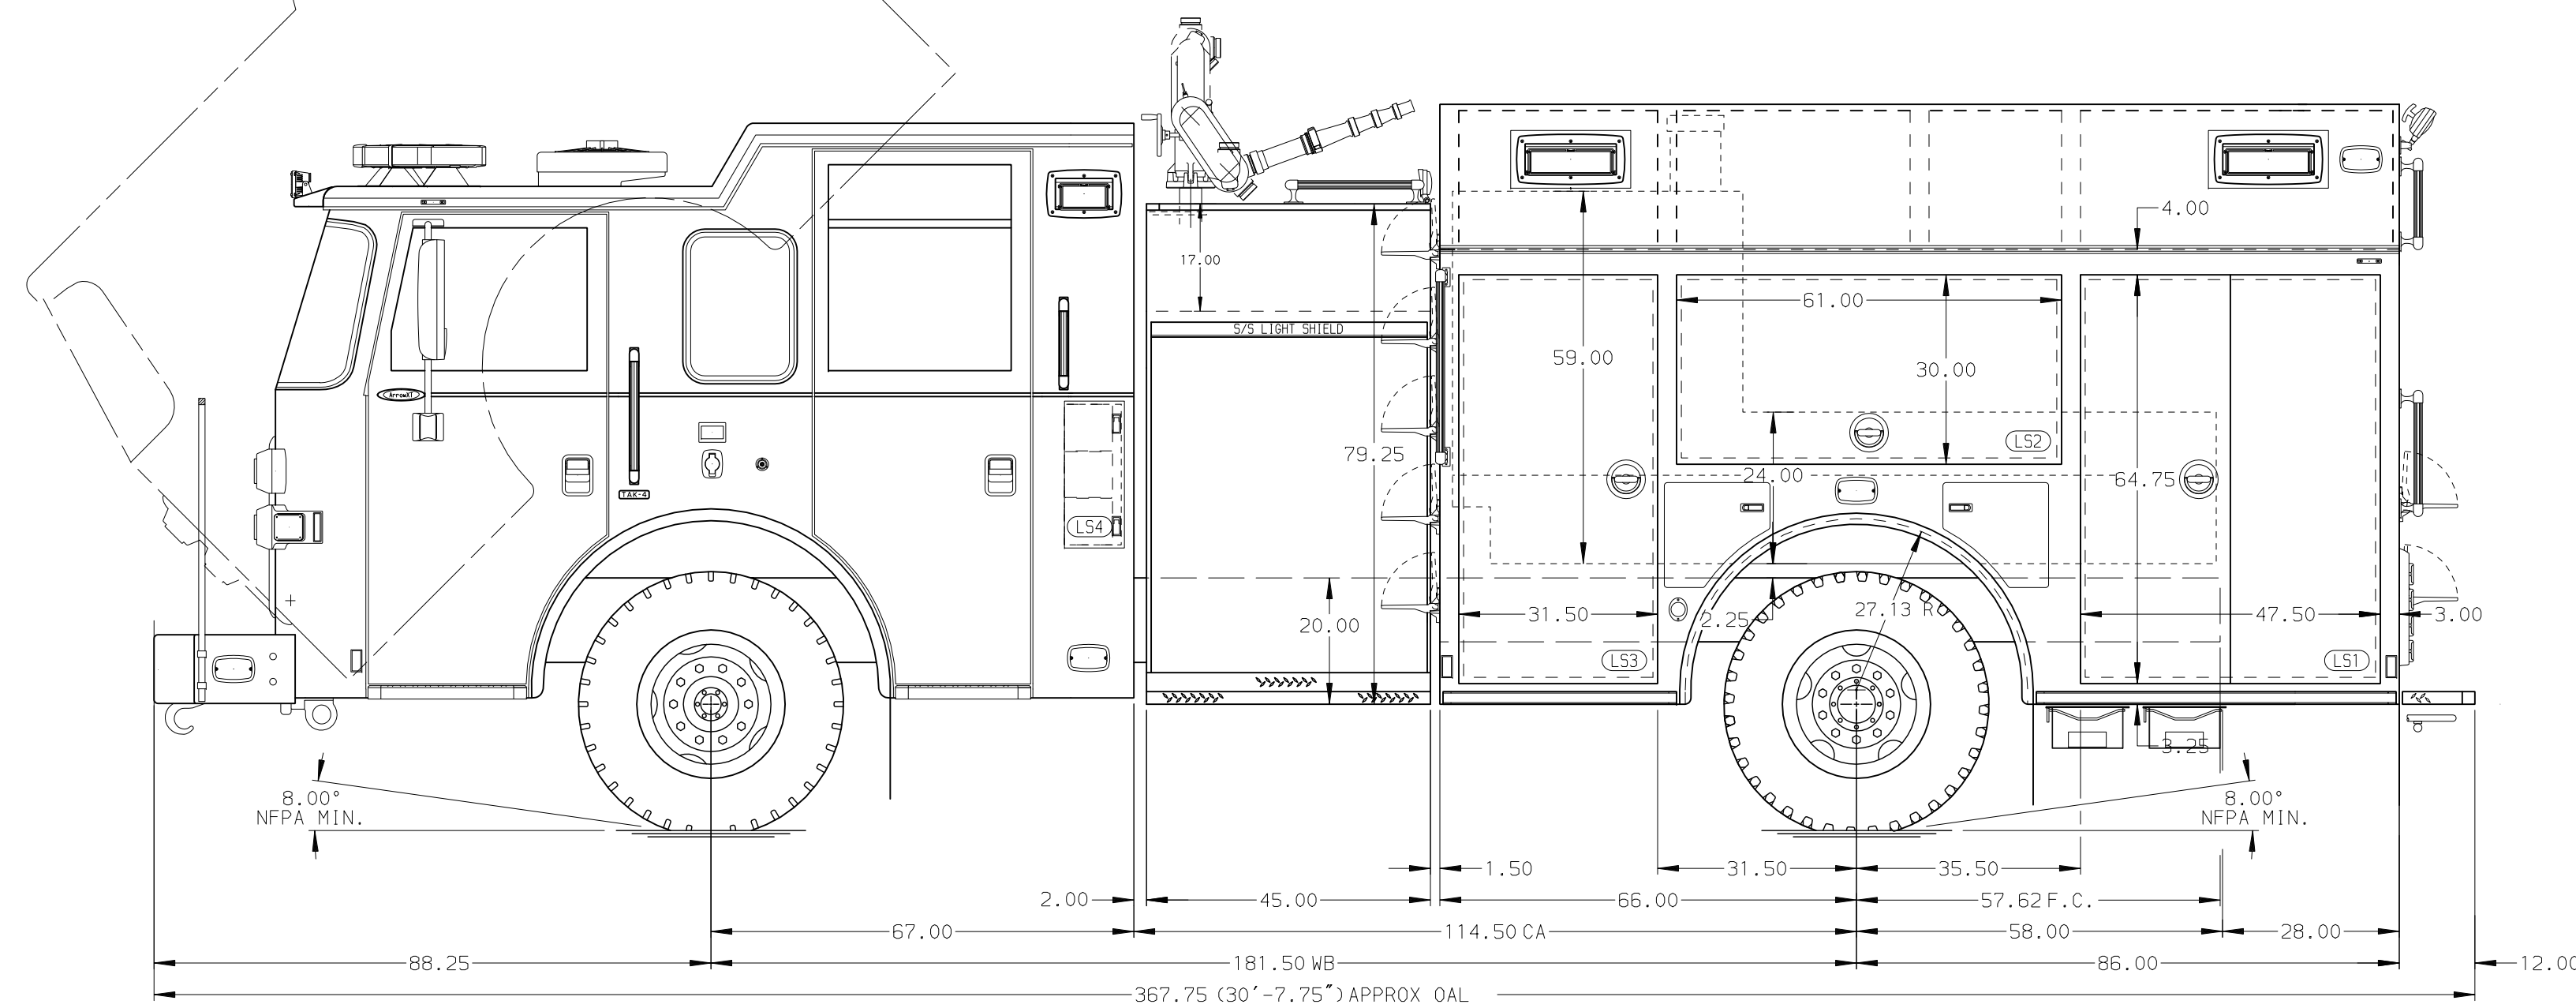 4.00
17.00
61.00
S/S LIGHT SHIELD
59.00
30.00
ArrowXT
LS2
79.25
24.00
64.75
TAK-4
LS4
31.50
2.25
27.13 R
47.50
3.00
20.00
LS3
LS1
3.25
8.00°
NFPA MIN.
8.00°
NFPA MIN.
1.50
31.50
35.50
2.00
45.00
66.00
57.62 F.C.
67.00
114.50 CA
58.00
28.00
88.25
181.50 WB
86.00
12.00
367.75 (30'-7.75") APPROX OAL